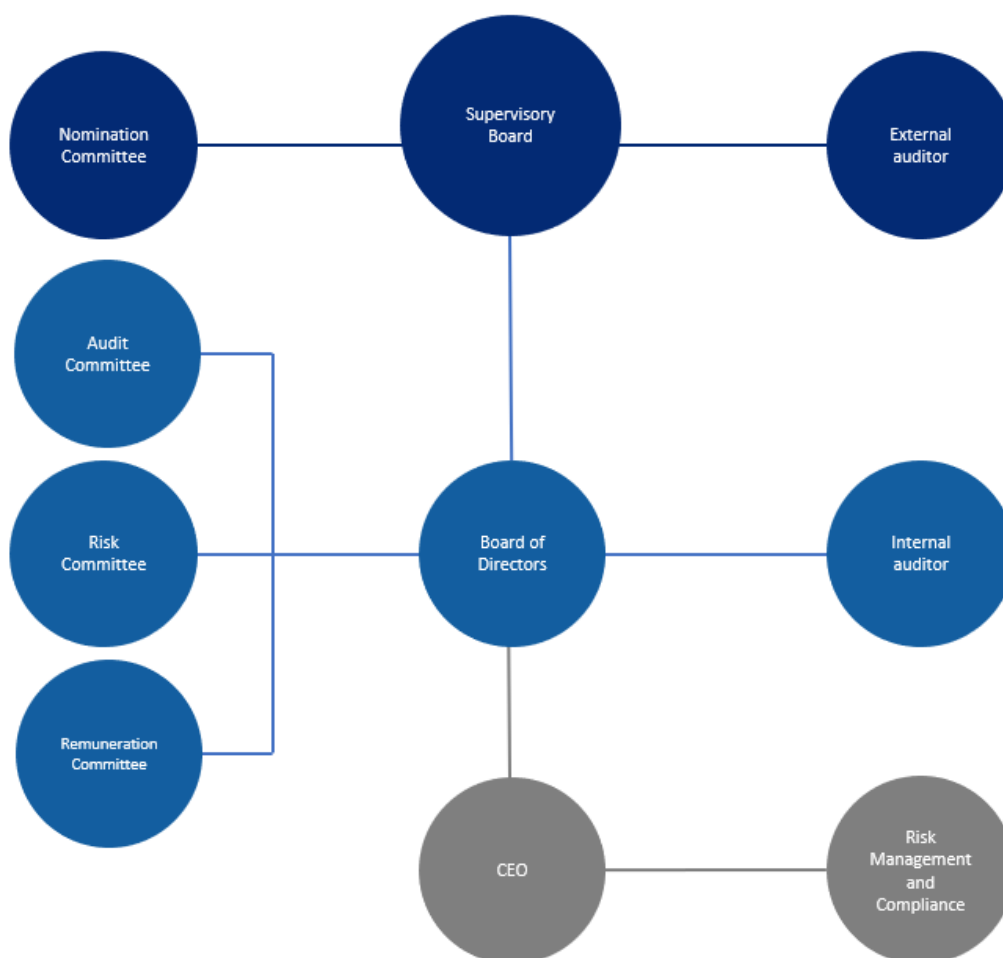 Nomination
Committee
Supervisory
Board
External
auditor
Audit
Committee
Risk
Committee
Board of
Directors
Internal
auditor
Remuneration
Committee
CEO
Risk
Management
and
Compliance